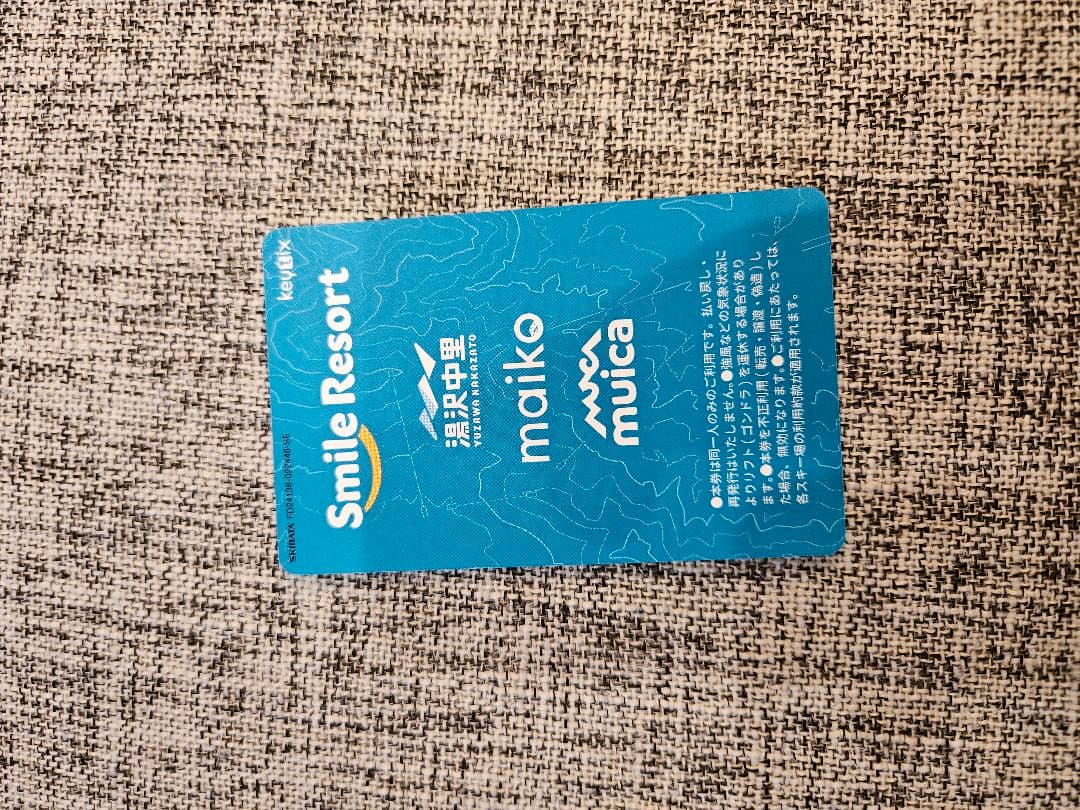 keytix
Smile Resort
湯沢中里
YUZAWA NAKAZATO
maiko
muica
●本券は同一人のみのご利用です。払い戻し・
再発行はいたしません。●強風などの気象状況に
よりリフト(ゴンドラ)を運休する場合があり
ます。●本券を不正利用(転売・譲渡・偽造)し
た場合、無効になります。●ご利用にあたっては、
各スキー場の利用約款が適用されます。